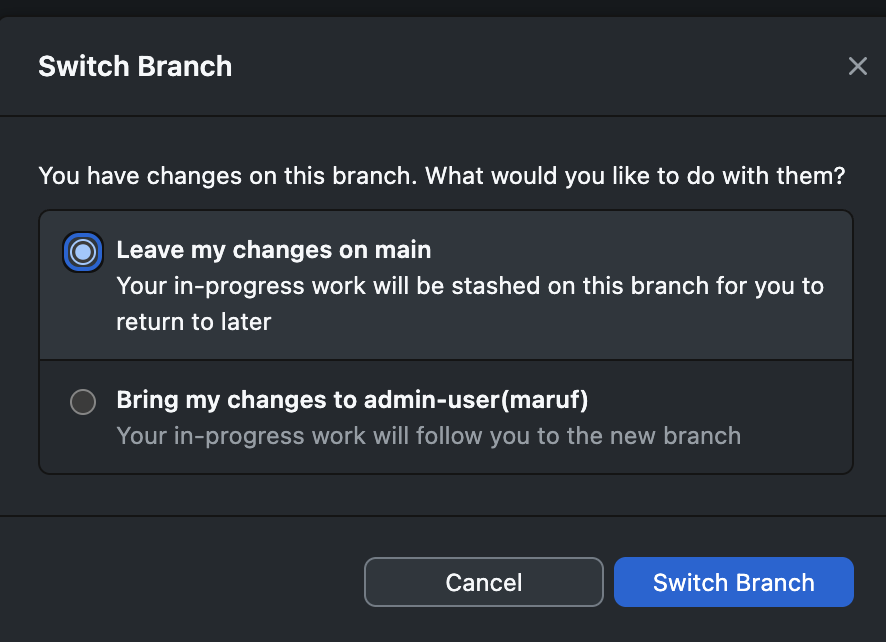 Switch Branch
You have changes on this branch. What would you like to do with them?
Leave my changes on main
Your in-progress work will be stashed on this branch for you to
return to later
Bring my changes to admin-user(maruf)
Your in-progress work will follow you to the new branch
Cancel
Switch Branch